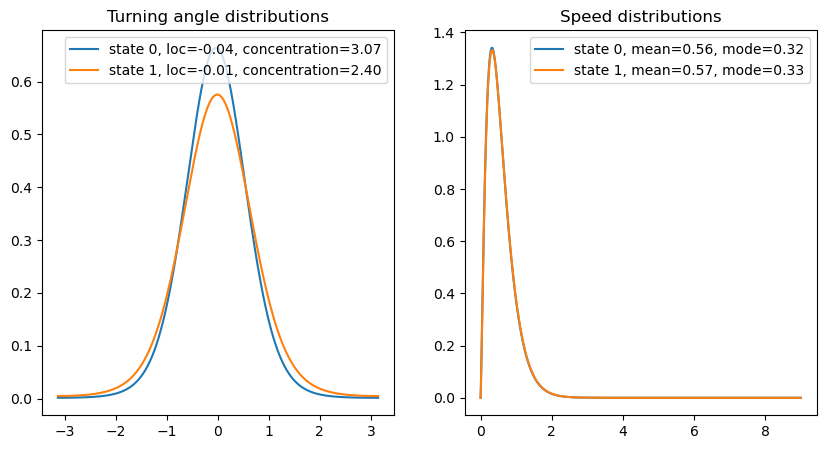 Turning angle distributions
state 0, loc=-0.04, concentration=3.07
state 1, loc=-0.01, concentration=2.40
0.6
0.5
0.4
0.3
0.2
0.1
0.0
−3 −2 −1 0 1 2 3
Speed distributions
state 0, mean=0.56, mode=0.32
state 1, mean=0.57, mode=0.33
1.4
1.2
1.0
0.8
0.6
0.4
0.2
0.0
0 2 4 6 8